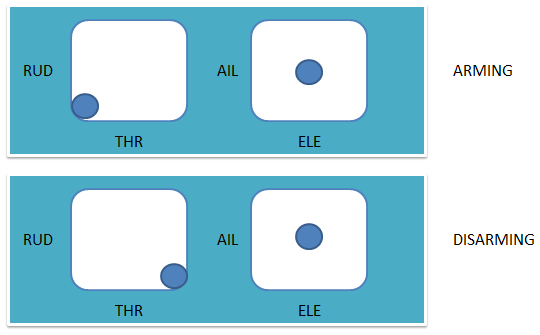 RUD AIL ARMING
THR ELE
RUD AIL DISARMING
THR ELE